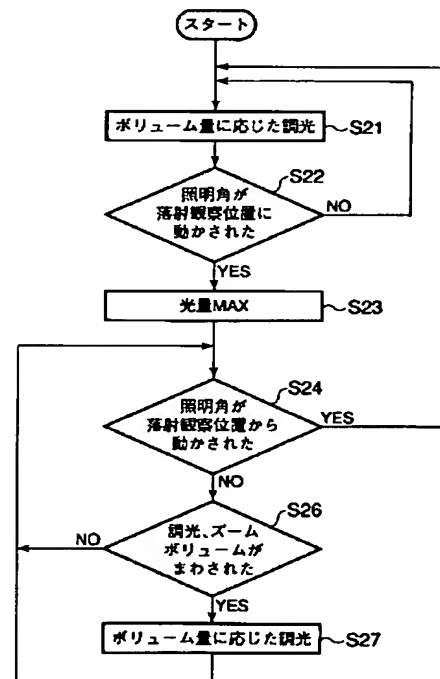 スタート
ボリューム量に応じた調光
S21
S22
照明角が
落射観察位置に
動かされた
NO
YES
光量MAX
S23
S24
照明角が
落射観察位置から
動かされた
YES
NO
S26
調光、ズーム
ボリュームが
まわされた
NO
YES
ボリューム量に応じた調光
S27